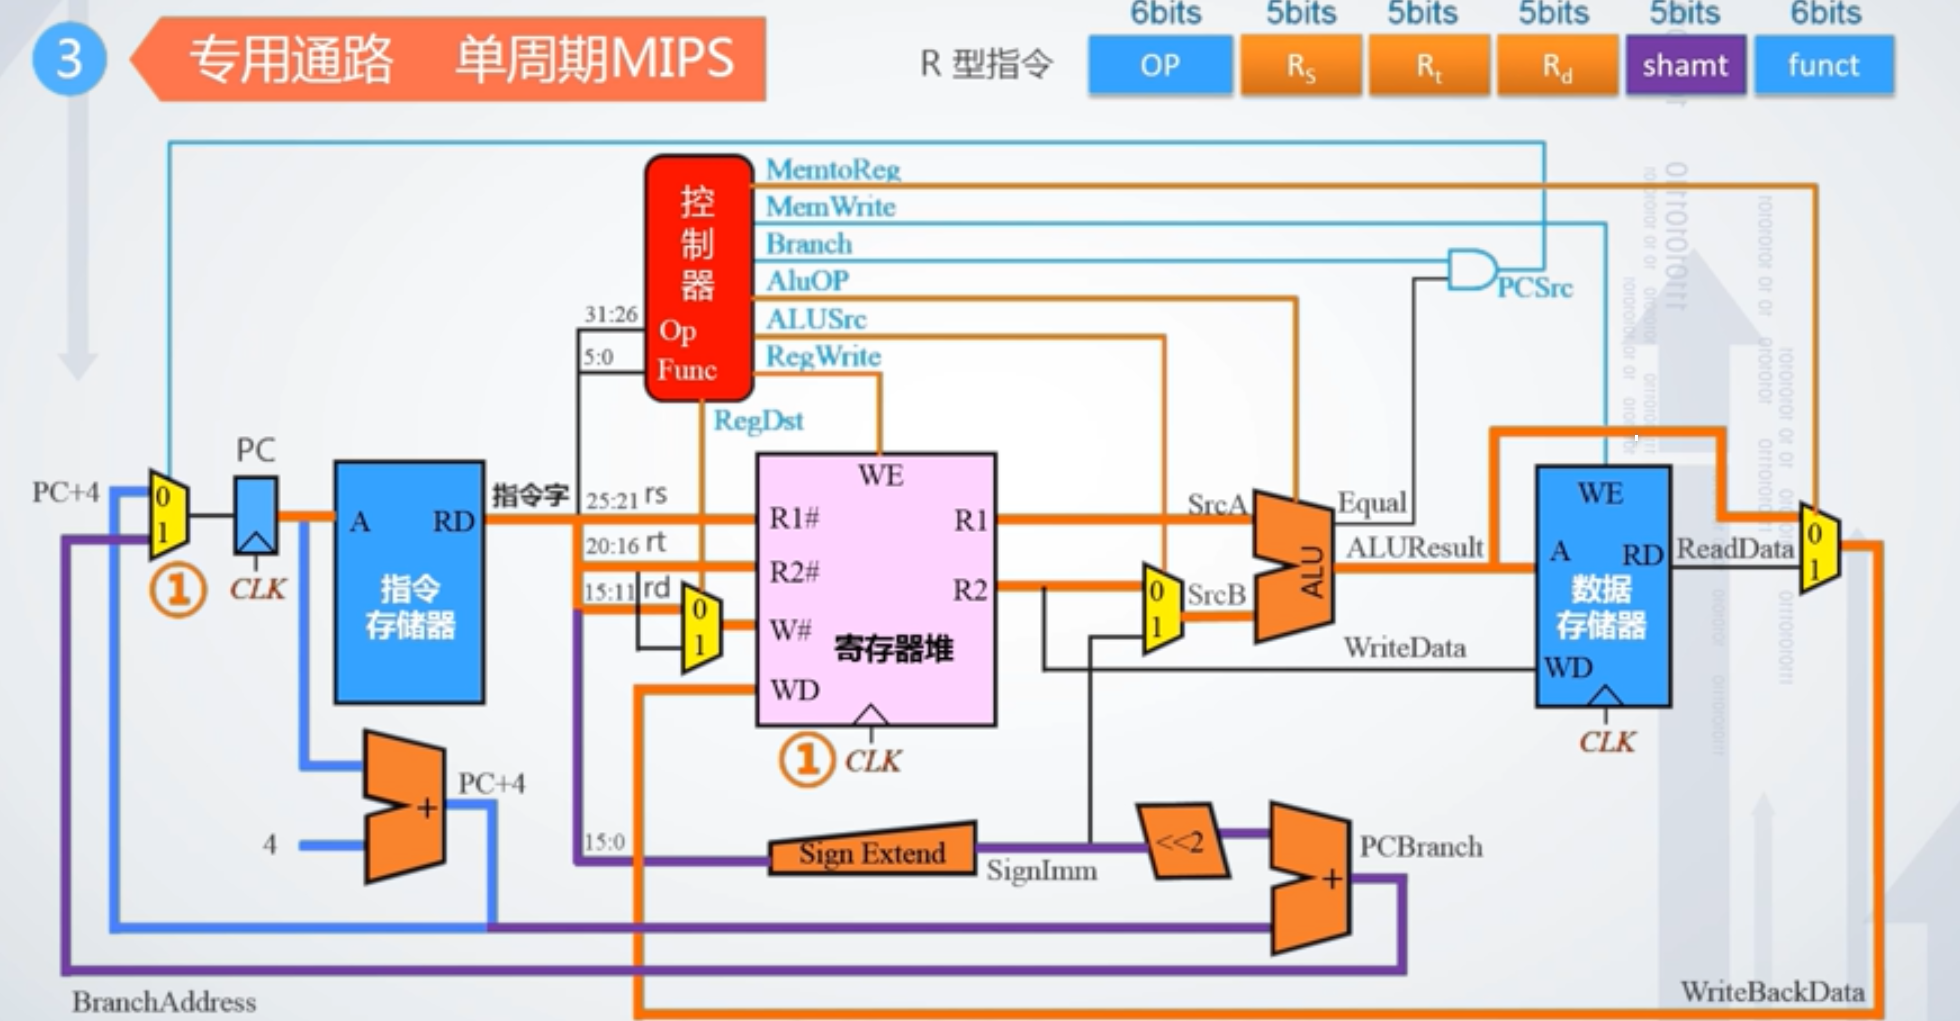 6bits 5bits 5bits 5bits 5bits 6bits
3 专用通路 单周期MIPS R 型指令 OP Rs Rt Rd shamt funct
MemtoReg
控制器
MemWrite
Branch
AluOP
PCSrc
31:26 Op ALUSrc
5:0 Func RegWrite
RegDst
PC
PC+4 0
1
A RD
指令字
25:21 rs
20:16 rt
15:11 rd
WE
R1# R1
R2# R2
0
1
W#
寄存器堆
WD
SrcA
Equal
0
1
SrcB
ALU
ALUResult
WE
A RD
ReadData
0
1
① CLK
指令
存储器
数据
存储器
WriteData
WD
① CLK
CLK
PC+4
+
4
15:0
Sign Extend
SignImm
<<2
PCBranch
+
BranchAddress
WriteBackData